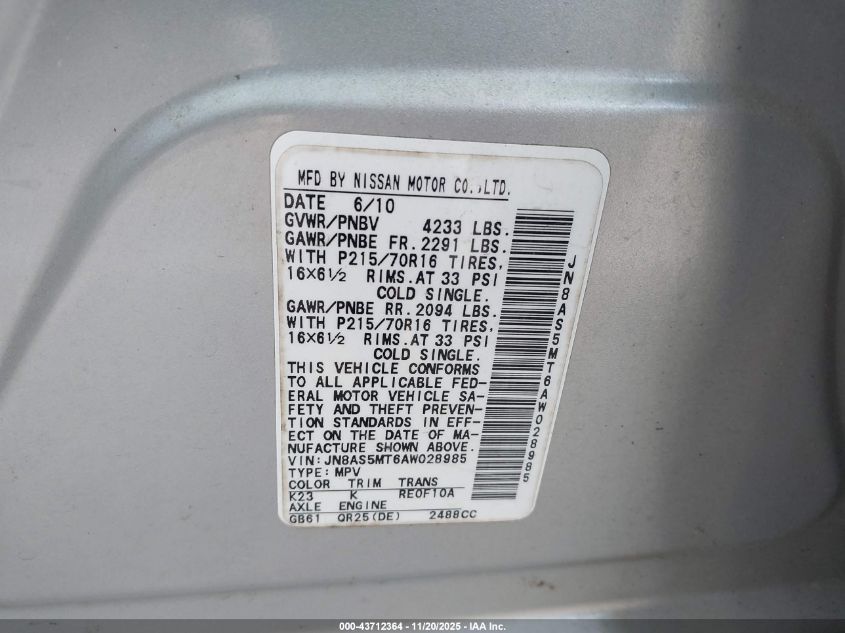 MFD BY NISSAN MOTOR CO.,LTD.
DATE 6/10
GVWR/PNBV 4233 LBS.
GAWR/PNBE FR. 2291 LBS.
WITH P215/70R16 TIRES,
16X6½ RIMS.AT 33 PSI
COLD SINGLE.
GAWR/PNBE RR. 2094 LBS.
WITH P215/70R16 TIRES,
16X6½ RIMS.AT 33 PSI
COLD SINGLE.
THIS VEHICLE CONFORMS
TO ALL APPLICABLE FED-
ERAL MOTOR VEHICLE SA-
FETY AND THEFT PREVEN-
TION STANDARDS IN EFF-
ECT ON THE DATE OF MA-
NUFACTURE SHOWN ABOVE.
VIN:JN8AS5MT6AW028985
TYPE:MPV
COLOR TRIM TRANS
K23 K RE0F10A
AXLE ENGINE
GB61 QR25(DE) 2488CC
JN8AS5MT6AW028985
000-43712364 - 11/20/2025 - IAA Inc.